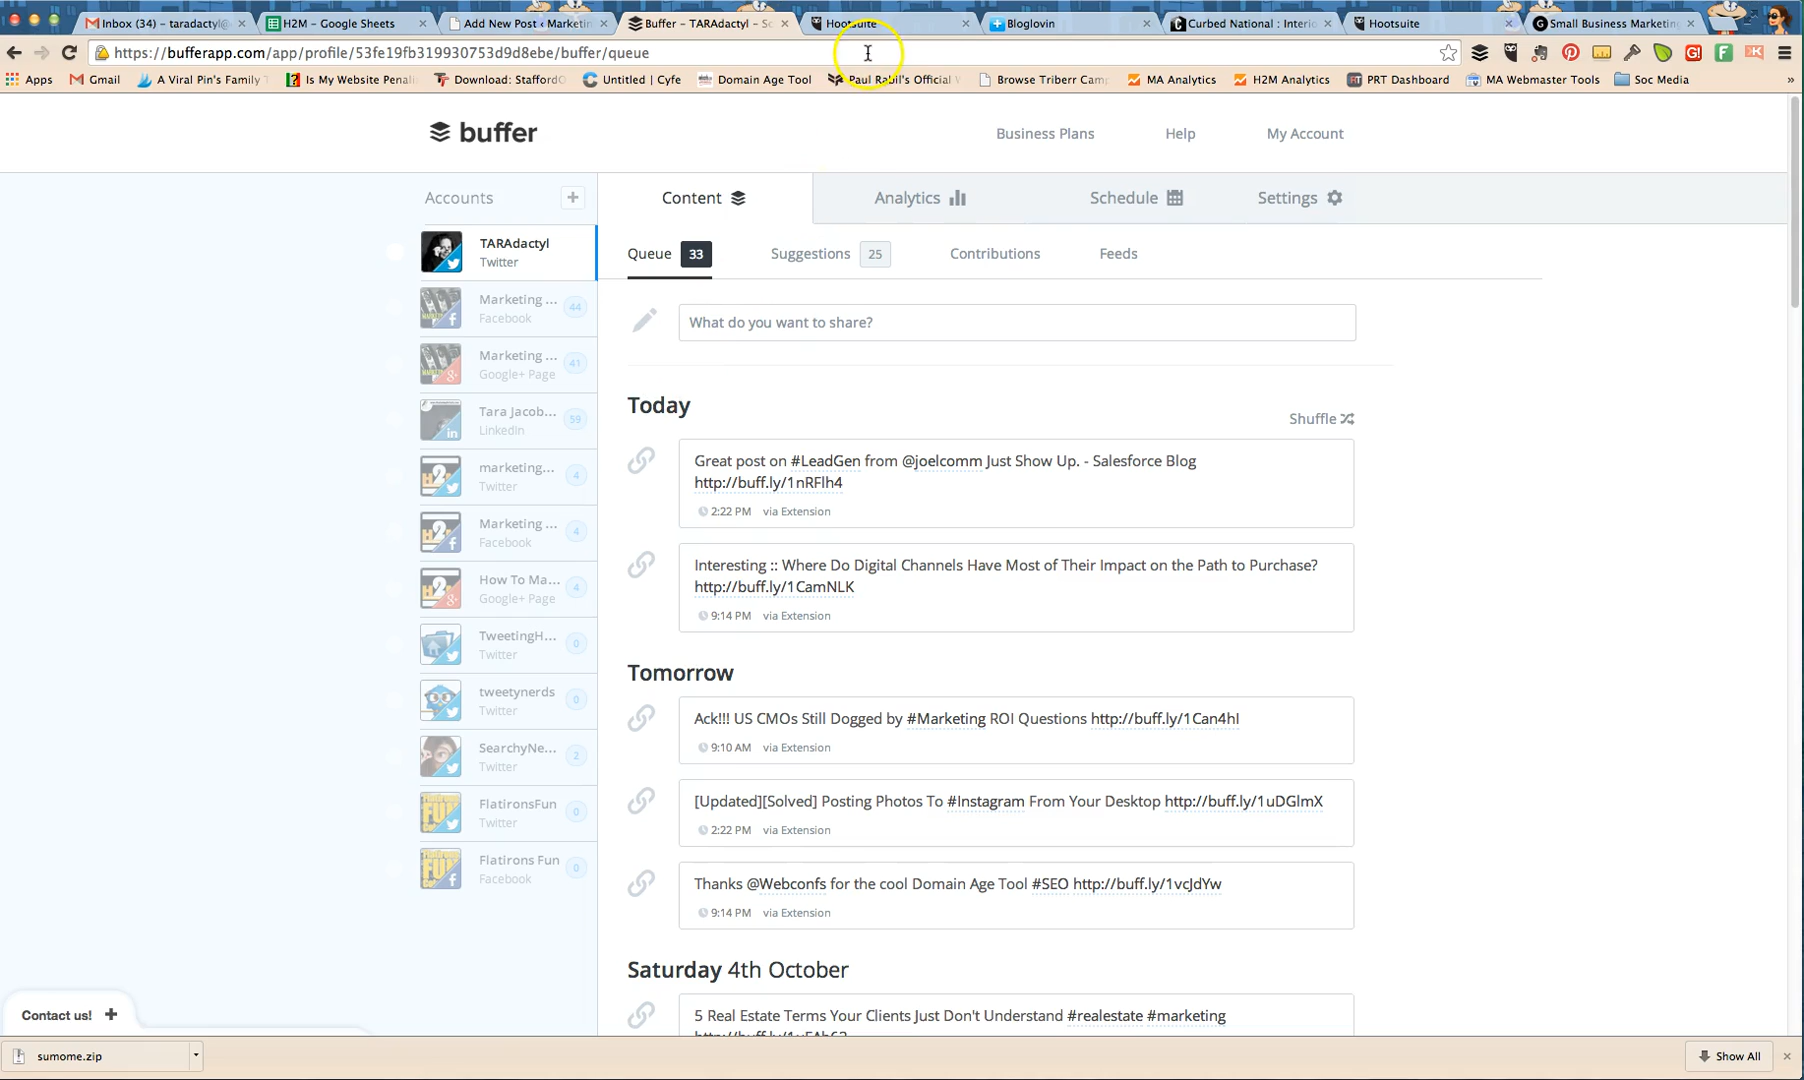 Inbox (34) – taradactyl@
H2M – Google Sheets
Add New Post ‹ Marketin
Buffer – TARAdactyl – So
Hootsuite
Bloglovin
Curbed National : Interio
Hootsuite
Small Business Marketing
https://bufferapp.com/app/profile/53fe19fb319930753d9d8ebe/buffer/queue
Apps
Gmail
A Viral Pin's Family T
Is My Website Penali
Download: Stafford
Untitled | Cyfe
Domain Age Tool
Paul Rabil's Official
Browse Triberr Camp
MA Analytics
H2M Analytics
PRT Dashboard
MA Webmaster Tools
Soc Media
»
buffer
Business Plans
Help
My Account
Accounts +
Content
Analytics
Schedule
Settings
TARAdactyl
Twitter
Marketing ... 44
Facebook
Marketing ... 41
Google+ Page
Tara Jacob... 59
LinkedIn
marketing... 4
Twitter
Marketing ... 4
Facebook
How To Ma... 4
Google+ Page
TweetingH... 0
Twitter
tweetynerds 0
Twitter
SearchyNe... 2
Twitter
FlatironsFun 0
Twitter
Flatirons Fun 0
Facebook
Queue 33
Suggestions 25
Contributions
Feeds
What do you want to share?
Today
Shuffle
Great post on #LeadGen from @joelcomm Just Show Up. - Salesforce Blog
http://buff.ly/1nRFlh4
2:22 PM via Extension
Interesting :: Where Do Digital Channels Have Most of Their Impact on the Path to Purchase?
http://buff.ly/1CamNLK
9:14 PM via Extension
Tomorrow
Ack!!! US CMOs Still Dogged by #Marketing ROI Questions http://buff.ly/1Can4hI
9:10 AM via Extension
[Updated][Solved] Posting Photos To #Instagram From Your Desktop http://buff.ly/1uDGlmX
2:22 PM via Extension
Thanks @Webconfs for the cool Domain Age Tool #SEO http://buff.ly/1vcJdYw
9:14 PM via Extension
Saturday 4th October
5 Real Estate Terms Your Clients Just Don't Understand #realestate #marketing
Contact us! +
sumome.zip
Show All